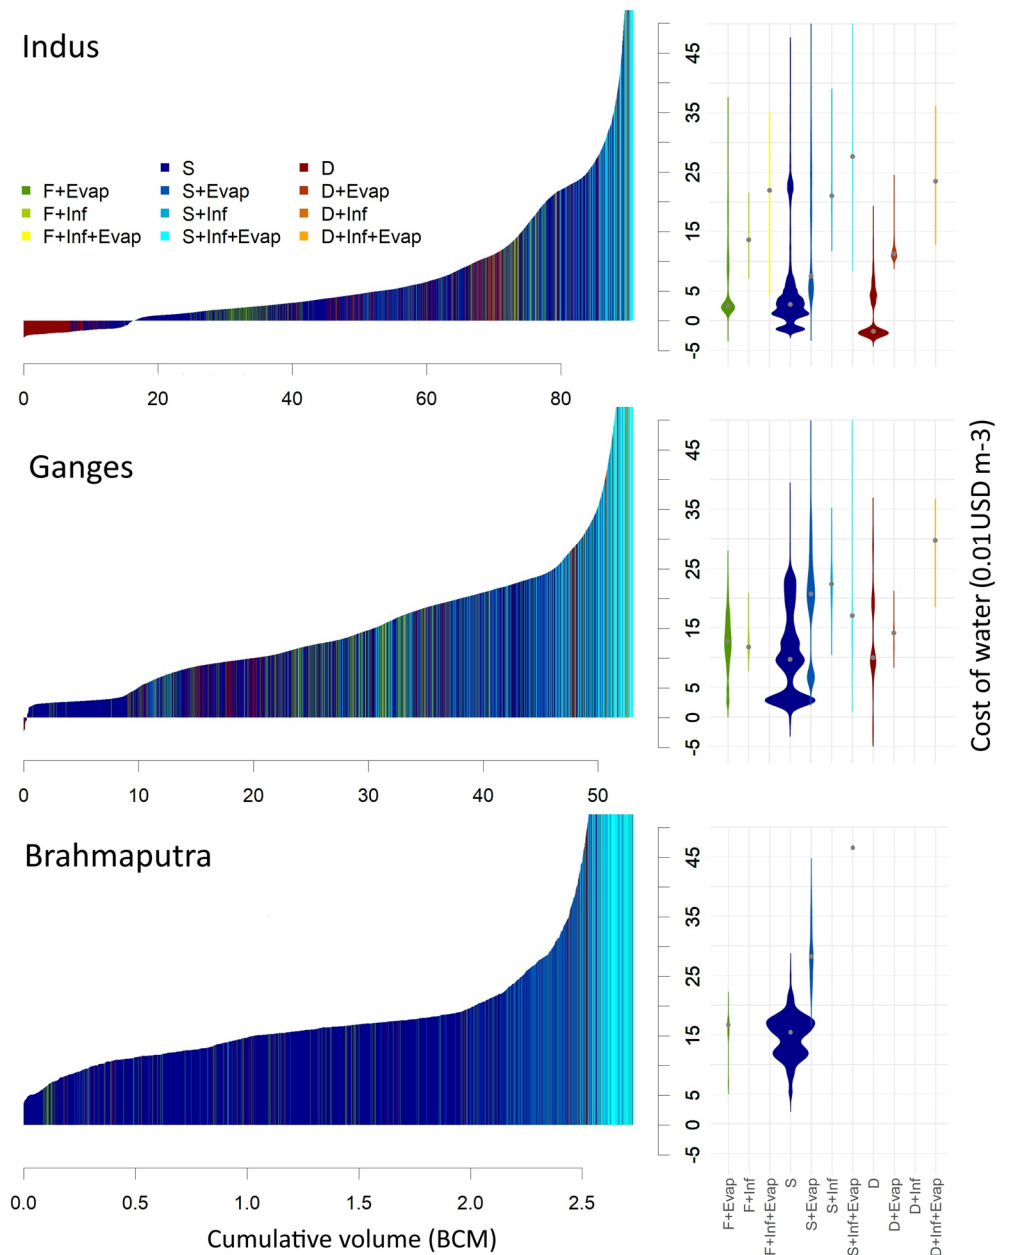 Indus
S
D
F+Evap
S+Evap
D+Evap
F+Inf
S+Inf
D+Inf
F+Inf+Evap
S+Inf+Evap
D+Inf+Evap
45
35
25
15
5
0
-5
0 20 40 60 80
Ganges
45
35
25
15
5
0
-5
0 10 20 30 40 50
Cost of water (0.01USD m-3)
Brahmaputra
45
35
25
15
5
0
-5
0.0 0.5 1.0 1.5 2.0 2.5
Cumulative volume (BCM)
F+Evap
F+Inf
F+Inf+Evap
S
S+Evap
S+Inf
S+Inf+Evap
D
D+Evap
D+Inf
D+Inf+Evap